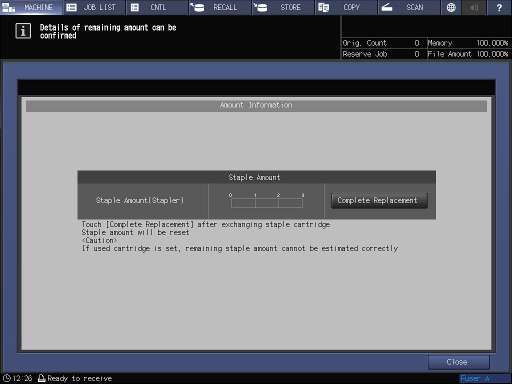 MACHINE
JOB LIST
CNTL
RECALL
STORE
COPY
SCAN
?
i
Details of remaining amount can be
confirmed
Orig. Count 0 Memory 100.000%
Reserve Job 0 File Amount 100.000%
Amount Information
Staple Amount
Staple Amount(Stapler)
0 1 2 3
Complete Replacement
Touch [Complete Replacement] after exchanging staple cartridge
Staple amount will be reset
<Caution>
If used cartridge is set, remaining staple amount cannot be estimated correctly
Close
12:26 Ready to receive